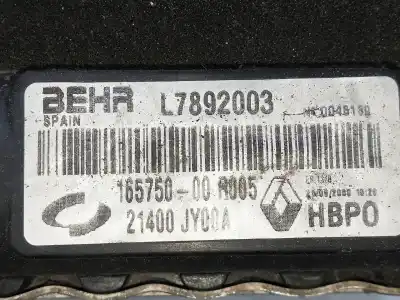 BEHR L7892003
SPAIN
165750-00 R005
21400 JY00A
HBPO